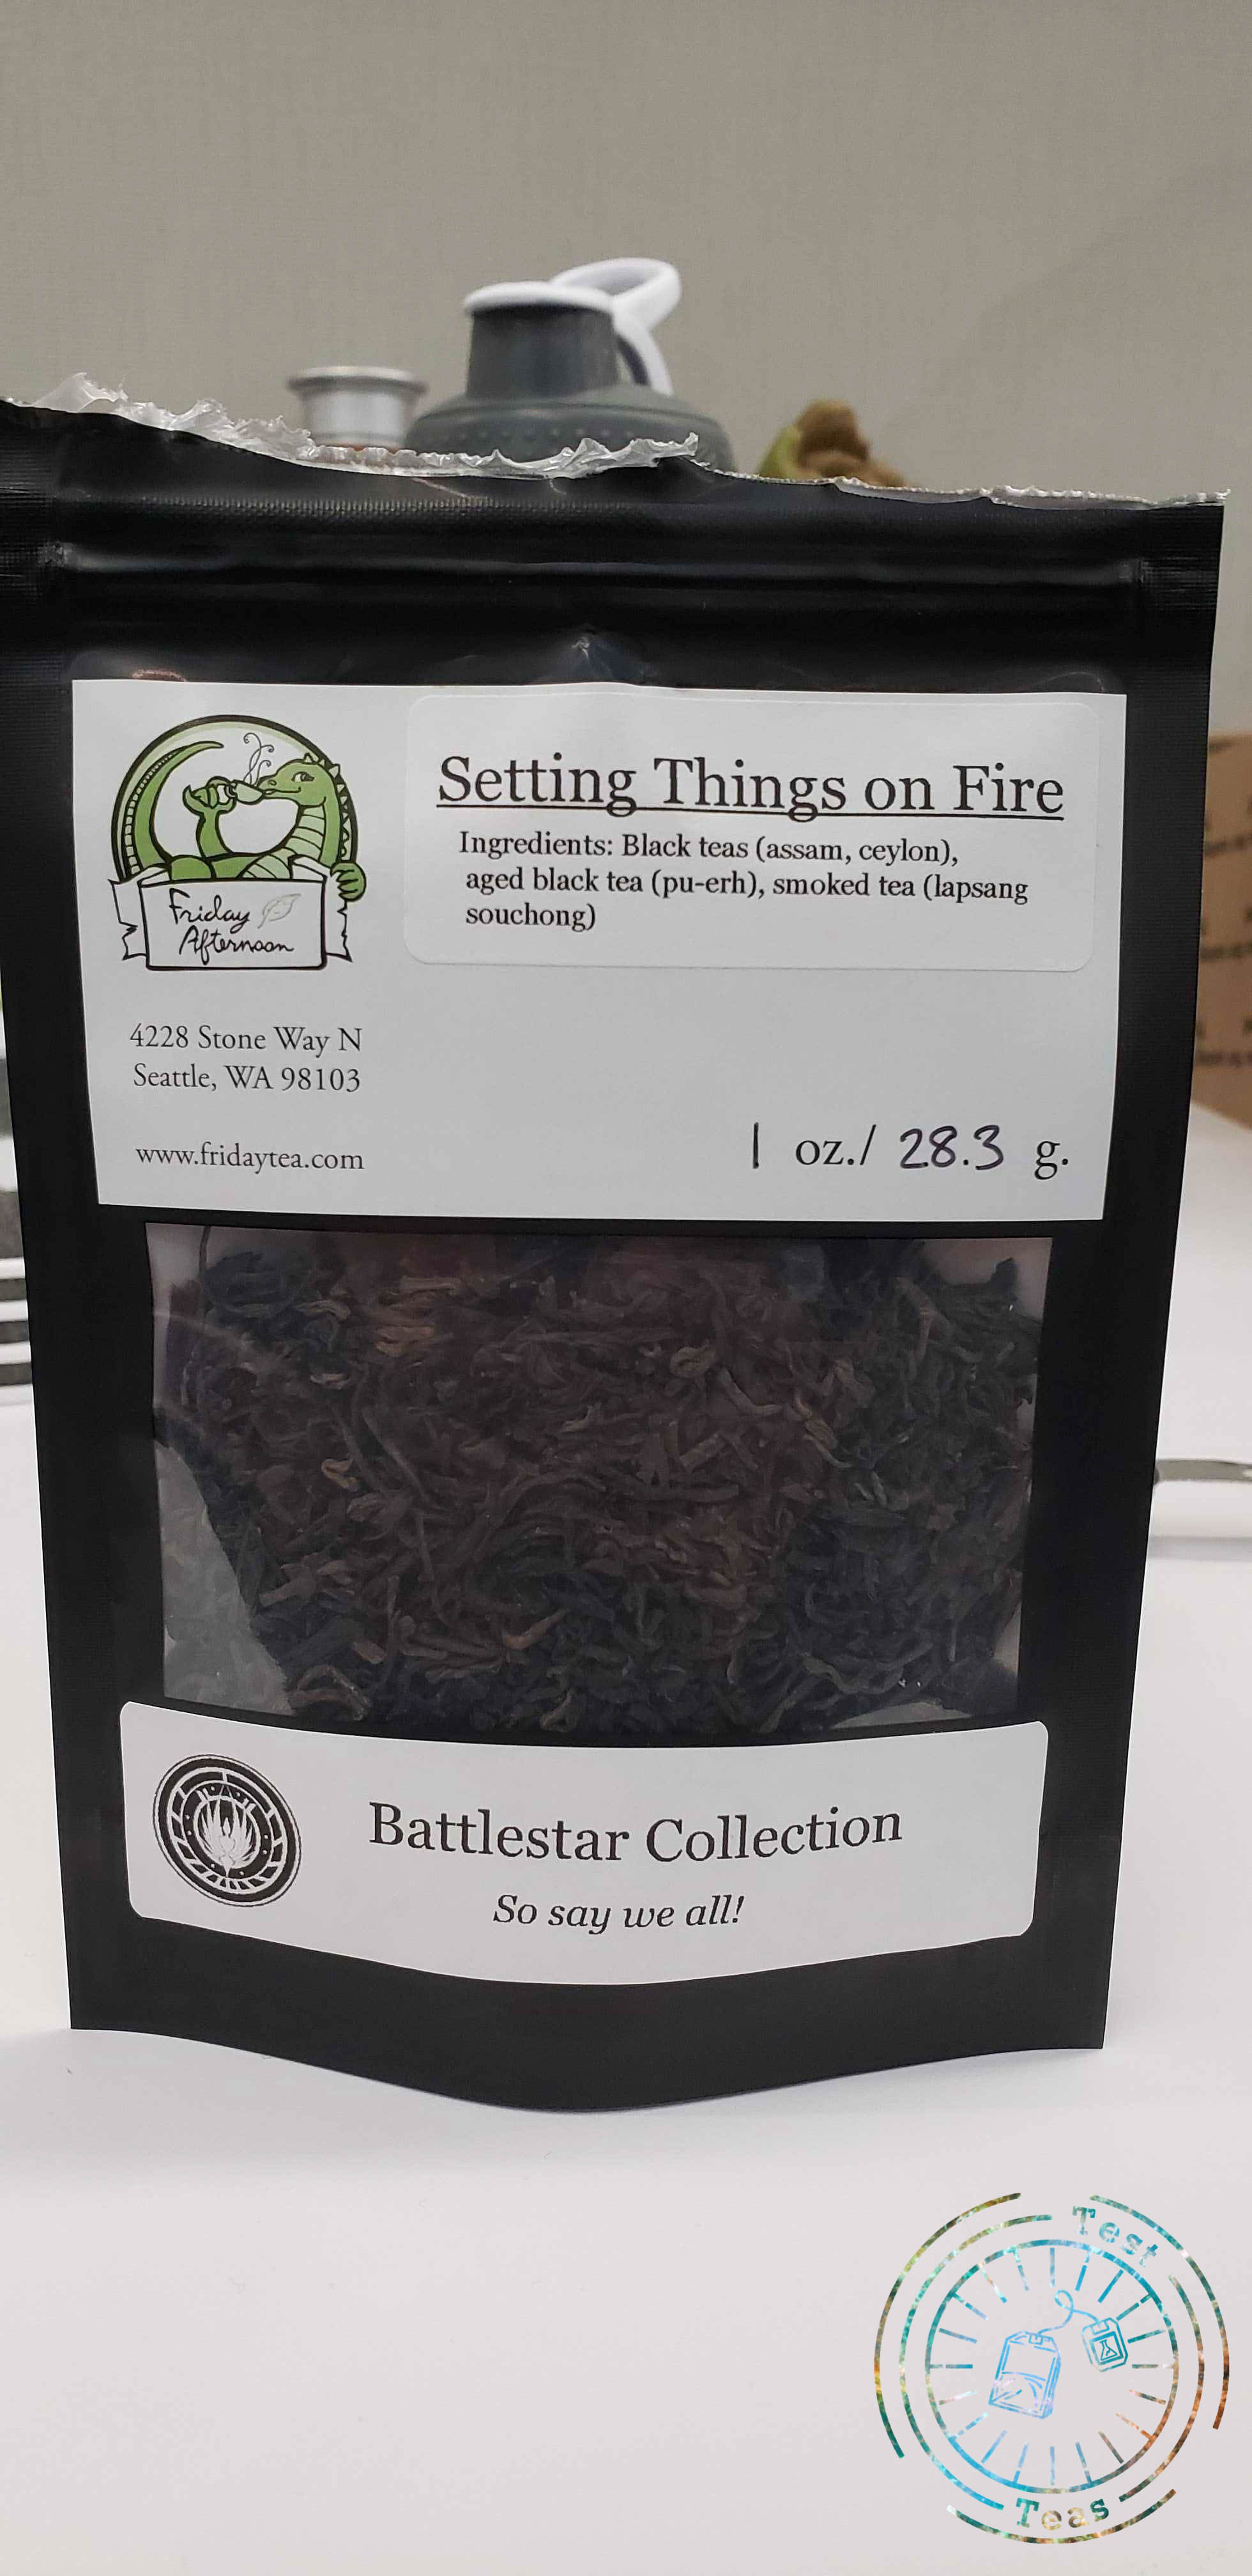 Setting Things on Fire
Ingredients: Black teas (assam, ceylon),
aged black tea (pu-erh), smoked tea (lapsang
souchong)
Friday
Afternoon
4228 Stone Way N
Seattle, WA 98103
www.fridaytea.com
1 oz./ 28.3 g.
Battlestar Collection
So say we all!
Test
Teas